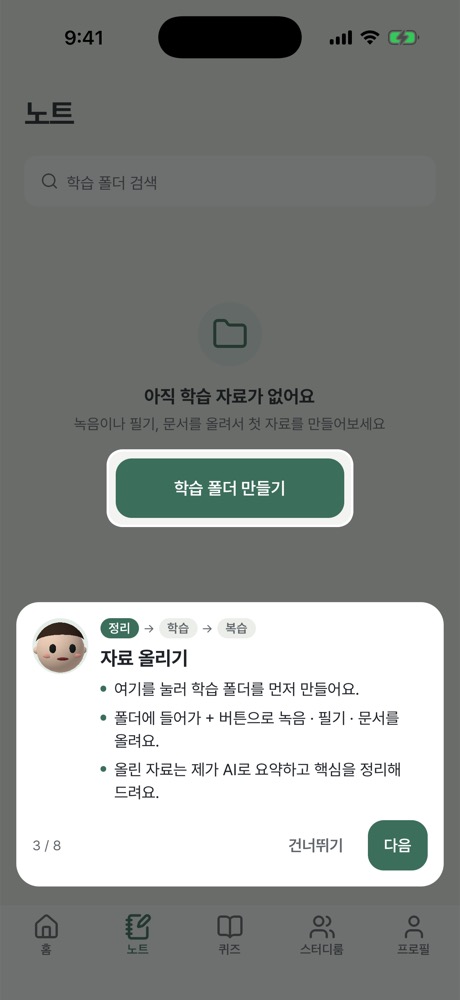 9:41
노트
학습 폴더 검색
아직 학습 자료가 없어요
녹음이나 필기, 문서를 올려서 첫 자료를 만들어보세요
학습 폴더 만들기
정리 → 학습 → 복습
자료 올리기
• 여기를 눌러 학습 폴더를 먼저 만들어요.
• 폴더에 들어가 + 버튼으로 녹음 · 필기 · 문서를
올려요.
• 올린 자료는 제가 AI로 요약하고 핵심을 정리해
드려요.
3 / 8 건너뛰기 다음
홈 노트 퀴즈 스터디룸 프로필